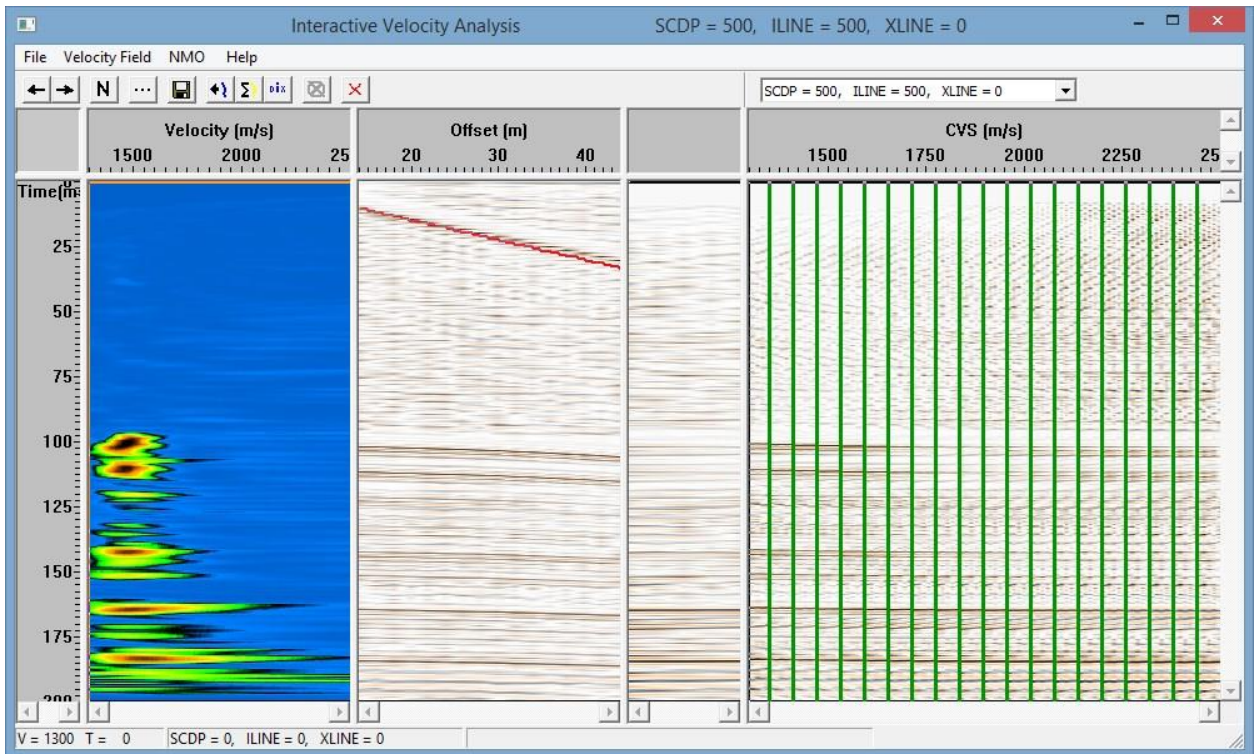 Interactive Velocity Analysis SCDP = 500, ILINE = 500, XLINE = 0
File Velocity Field NMO Help
N ... Σ DIX SCDP = 500, ILINE = 500, XLINE = 0
Velocity (m/s) Offset (m) CVS (m/s)
1500 2000 25 20 30 40 1500 1750 2000 2250 25
Time(m
25
50
75
100
125
150
175
200
V = 1300 T = 0 SCDP = 0, ILINE = 0, XLINE = 0